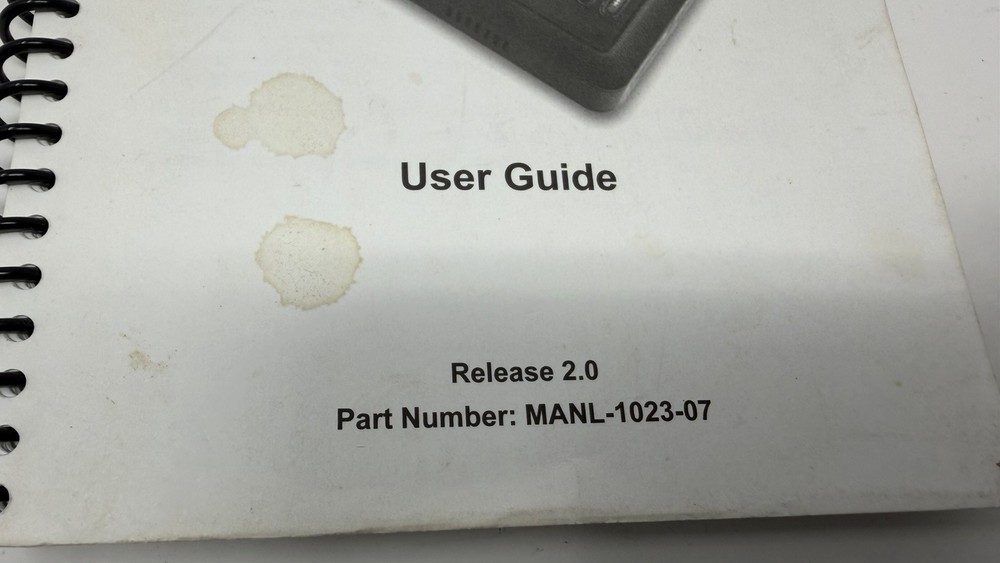 User Guide
Release 2.0
Part Number: MANL-1023-07